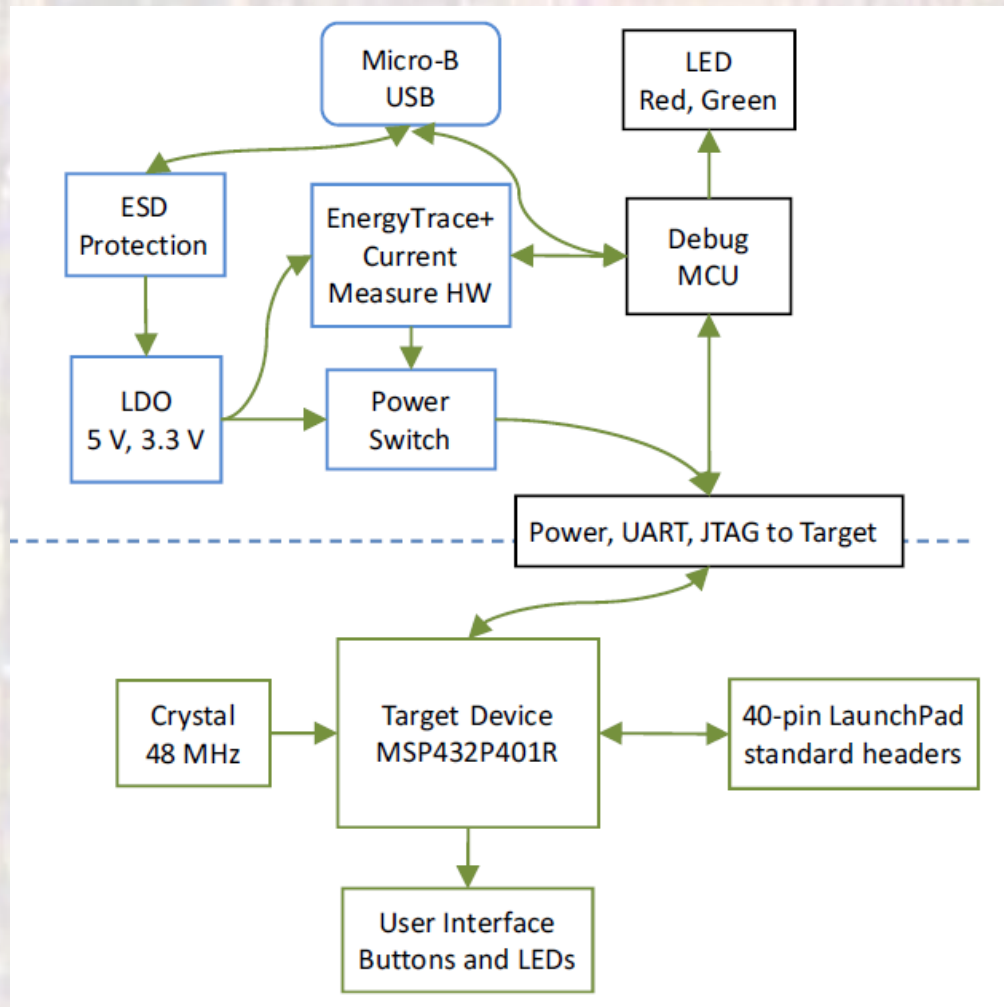 Micro-B
USB
LED
Red, Green
ESD
Protection
EnergyTrace+
Current
Measure HW
Debug
MCU
LDO
5 V, 3.3 V
Power
Switch
Power, UART, JTAG to Target
Crystal
48 MHz
Target Device
MSP432P401R
40-pin LaunchPad
standard headers
User Interface
Buttons and LEDs